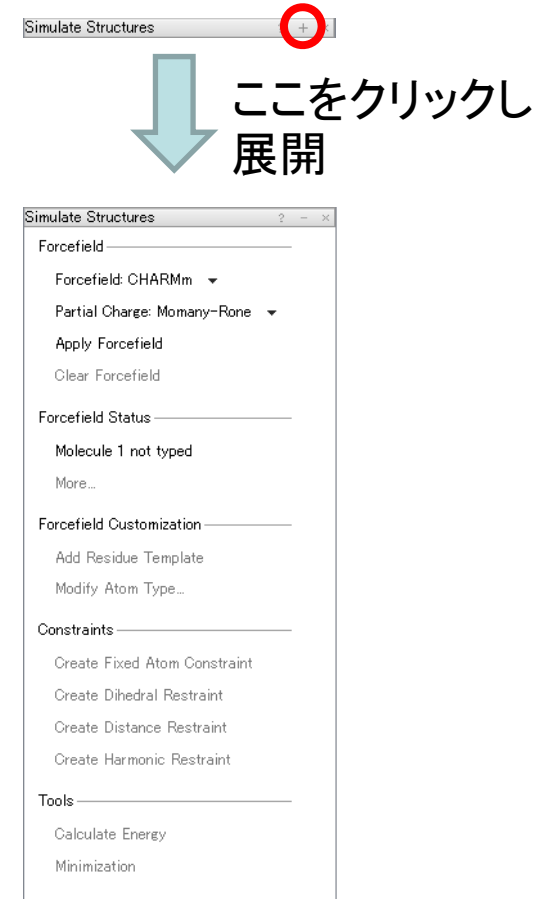 Simulate Structures + ×
ここをクリックし
展開
Simulate Structures ? − ×
Forcefield
Forcefield: CHARMm
Partial Charge: Momany-Rone
Apply Forcefield
Clear Forcefield
Forcefield Status
Molecule 1 not typed
More...
Forcefield Customization
Add Residue Template
Modify Atom Type...
Constraints
Create Fixed Atom Constraint
Create Dihedral Restraint
Create Distance Restraint
Create Harmonic Restraint
Tools
Calculate Energy
Minimization